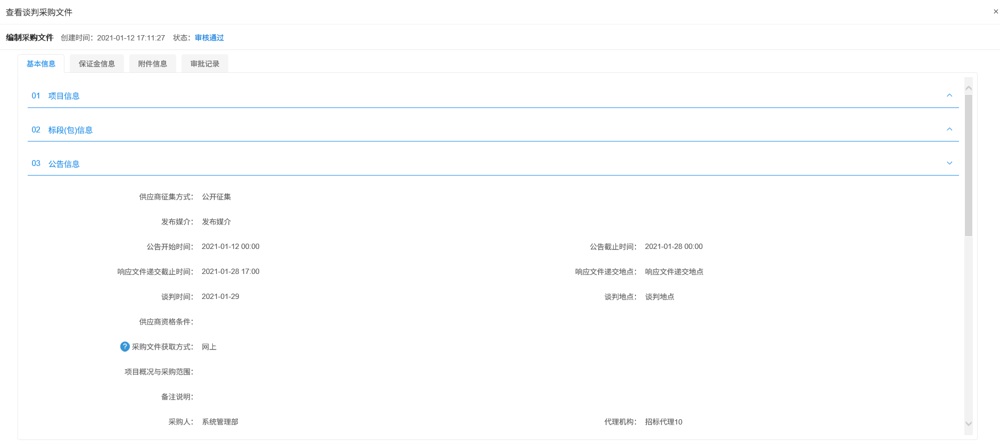 查看谈判采购文件
×
编制采购文件 创建时间：2021-01-12 17:11:27 状态：审核通过
基本信息 保证金信息 附件信息 审批记录
01 项目信息
02 标段(包)信息
03 公告信息
供应商征集方式： 公开征集
发布媒介： 发布媒介
公告开始时间： 2021-01-12 00:00 公告截止时间： 2021-01-28 00:00
响应文件递交截止时间： 2021-01-28 17:00 响应文件递交地点： 响应文件递交地点
谈判时间： 2021-01-29 谈判地点： 谈判地点
供应商资格条件：
? 采购文件获取方式： 网上
项目概况与采购范围：
备注说明：
采购人： 系统管理部 代理机构： 招标代理10